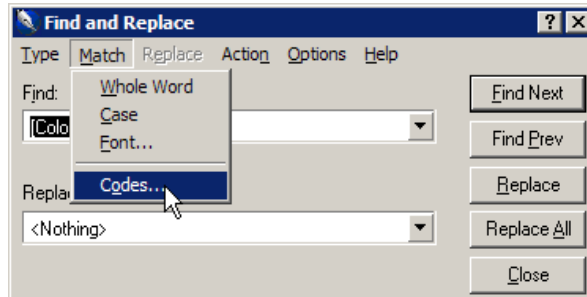 Find and Replace
Type Match Replace Action Options Help
Find:
[Colo
Whole Word
Case
Font...
Codes...
Find Next
Find Prev
<Nothing>
Replace
Replace All
Close